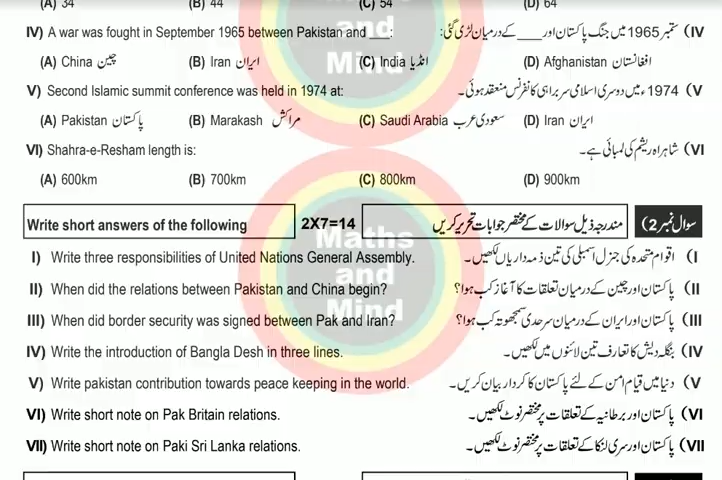 (A) 34 (B) 44 (C) 54 (D) 64
IV) A war was fought in September 1965 between Pakistan and ___: IV) ستمبر 1965 میں جنگ پاکستان اور ___ کے درمیان لڑی گئی:
(A) China چین (B) Iran ایران (C) India انڈیا (D) Afghanistan افغانستان
V) Second Islamic summit conference was held in 1974 at: V) 1974ء میں دوسری اسلامی سربراہی کانفرنس منعقد ہوئی۔
(A) Pakistan پاکستان (B) Marakash مراکش (C) Saudi Arabia سعودی عرب (D) Iran ایران
VI) Shahra-e-Resham length is: VI) شاہراہ ریشم کی لمبائی ہے۔
(A) 600km (B) 700km (C) 800km (D) 900km
Write short answers of the following 2X7=14 مندرجہ ذیل سوالات کے مختصر جوابات تحریر کریں سوال نمبر 2)
I) Write three responsibilities of United Nations General Assembly. I) اقوام متحدہ کی جنرل اسمبلی کی تین ذمہ داریاں لکھیں۔
II) When did the relations between Pakistan and China begin? II) پاکستان اور چین کے درمیان تعلقات کا آغاز کب ہوا؟
III) When did border security was signed between Pak and Iran? III) پاکستان اور ایران کے درمیان سرحدی سمجھوتہ کب ہوا؟
IV) Write the introduction of Bangla Desh in three lines. IV) بنگلہ دیش کا تعارف تین لائنوں میں لکھیں۔
V) Write pakistan contribution towards peace keeping in the world. V) دنیا میں قیام امن کے لئے پاکستان کا کردار بیان کریں۔
VI) Write short note on Pak Britain relations. VI) پاکستان اور برطانیہ کے تعلقات پر مختصر نوٹ لکھیں۔
VII) Write short note on Paki Sri Lanka relations. VII) پاکستان اور سری لنکا کے تعلقات پر مختصر نوٹ لکھیں۔
and
Mind
Maths
and
Mind